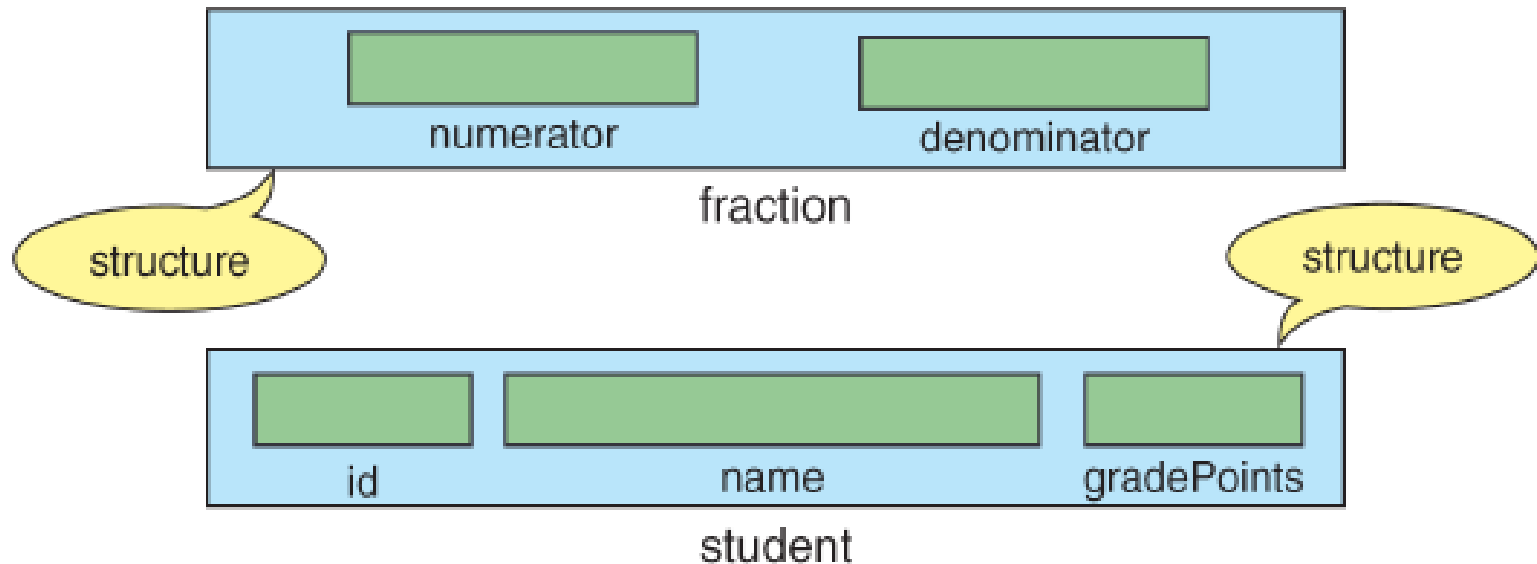 numerator
denominator
fraction
structure
structure
id
name
gradePoints
student